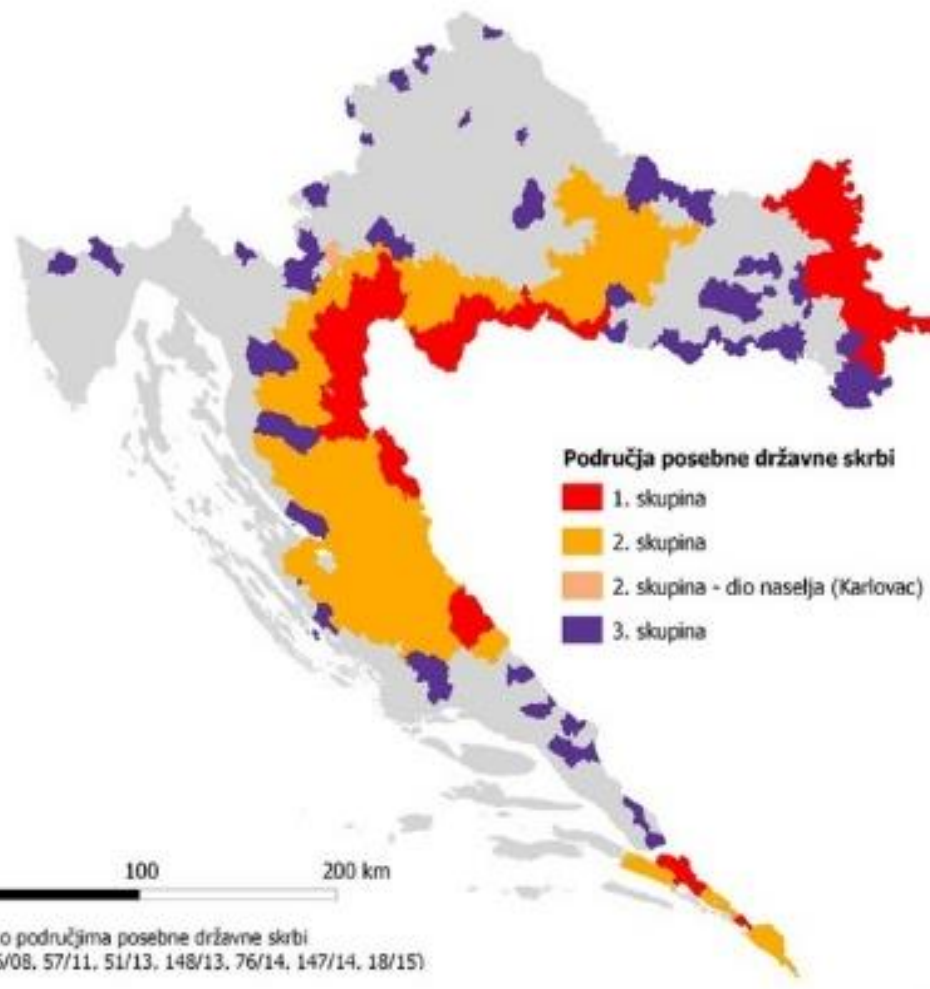 Područja posebne državne skrbi
1. skupina
2. skupina
2. skupina - dio naselja (Karlovac)
3. skupina
100 200 km
o područjima posebne državne skrbi
/08, 57/11, 51/13, 148/13, 76/14, 147/14, 18/15)